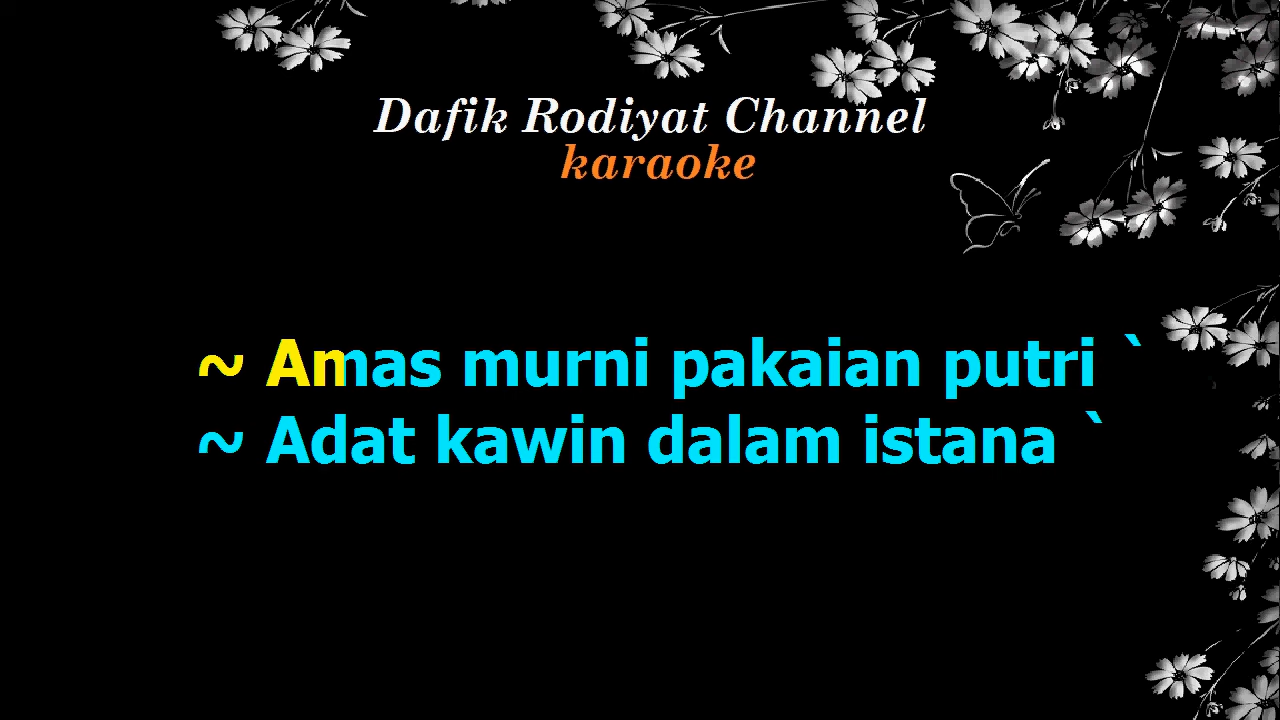 Dafik Rodiyat Channel
karaoke
~ Amas murni pakaian putri `
~ Adat kawin dalam istana `